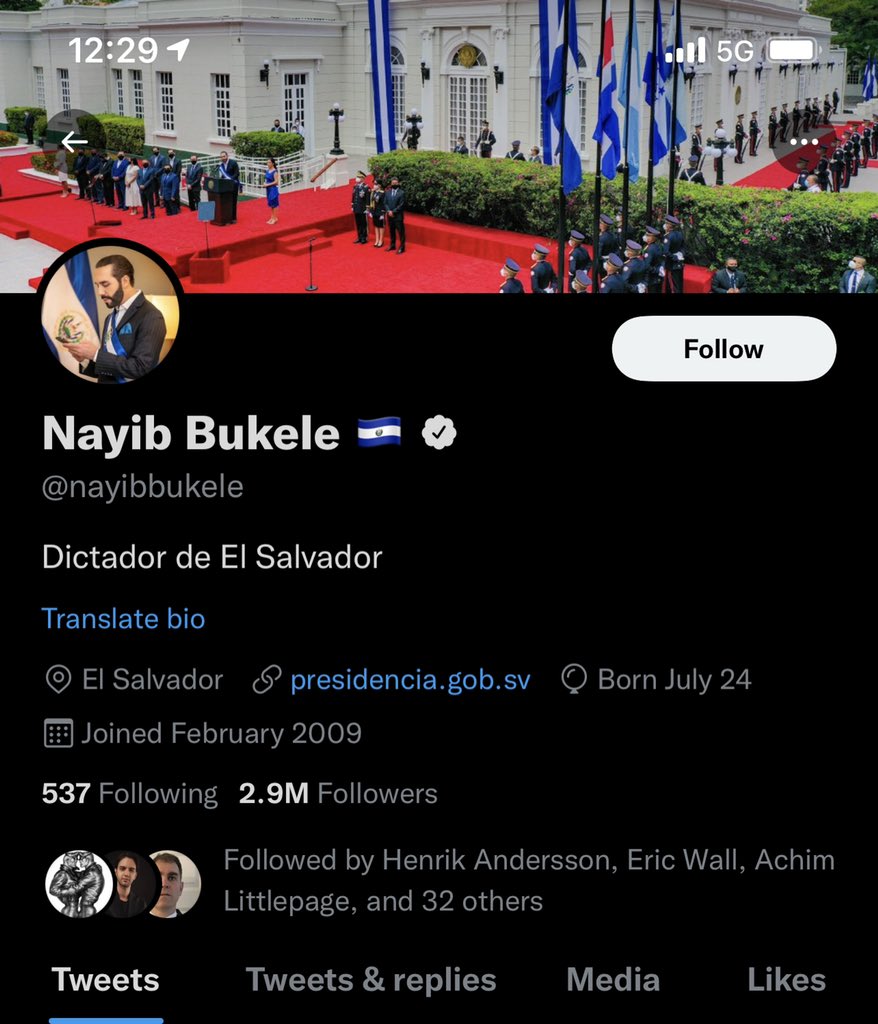 12:29 5G
Nayib Bukele
@nayibbukele
Dictador de El Salvador
Translate bio
El Salvador presidencia.gob.sv Born July 24
Joined February 2009
537 Following 2.9M Followers
Followed by Henrik Andersson, Eric Wall, Achim
Littlepage, and 32 others
Follow
Tweets Tweets & replies Media Likes